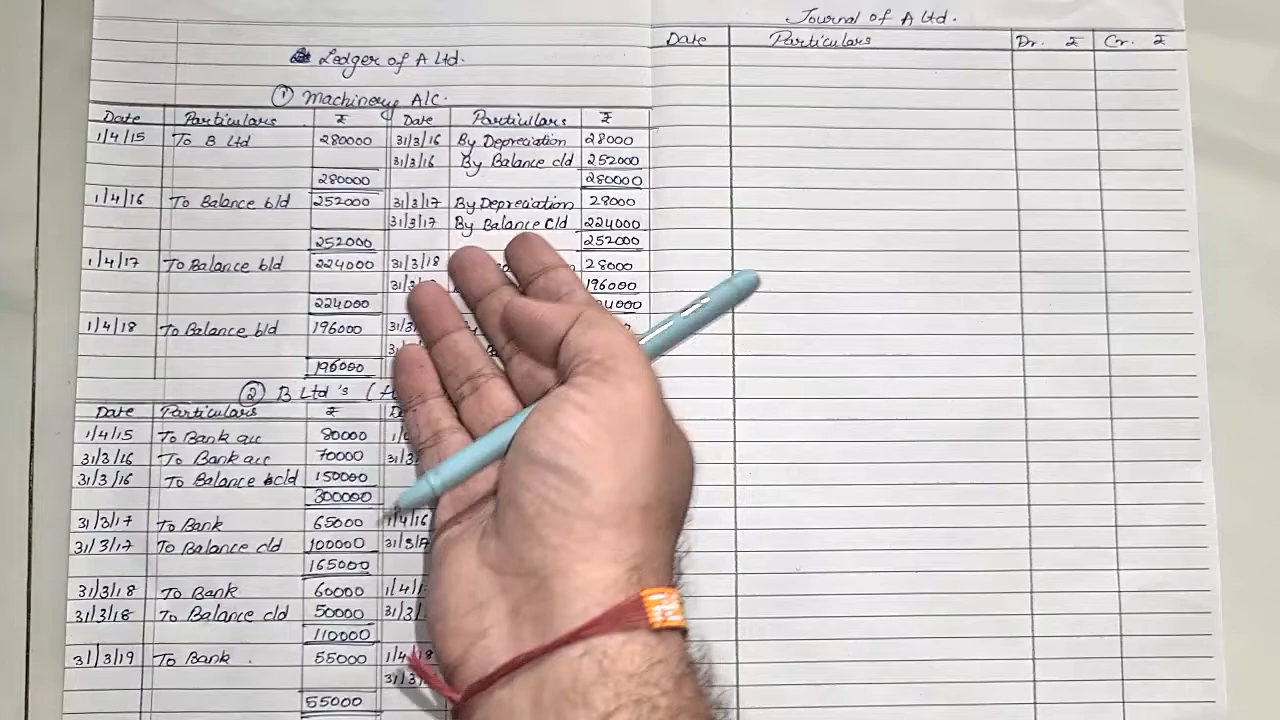 Journal of A Ltd.
Date Particulars Dr. ₹ Cr. ₹
Ledger of A Ltd.
① Machinery A/c.
Date Particulars ₹ Date Particulars ₹
1/4/15 To B Ltd 280000 31/3/16 By Depreciation 28000
31/3/16 By Balance c/d 252000
280000 280000
1/4/16 To Balance b/d 252000 31/3/17 By Depreciation 28000
31/3/17 By Balance c/d 224000
252000 252000
1/4/17 To Balance b/d 224000 31/3/18 28000
196000
224000
1/4/18 To Balance b/d 196000
196000
② B Ltd's
Date Particulars ₹
1/4/15 To Bank a/c 80000
31/3/16 To Bank a/c 70000
31/3/16 To Balance c/d 150000
300000
31/3/17 To Bank 65000 1/4/16
31/3/17 To Balance c/d 100000 31/3/17
165000
31/3/18 To Bank 60000
31/3/18 To Balance c/d 50000
110000
31/3/19 To Bank 55000
55000